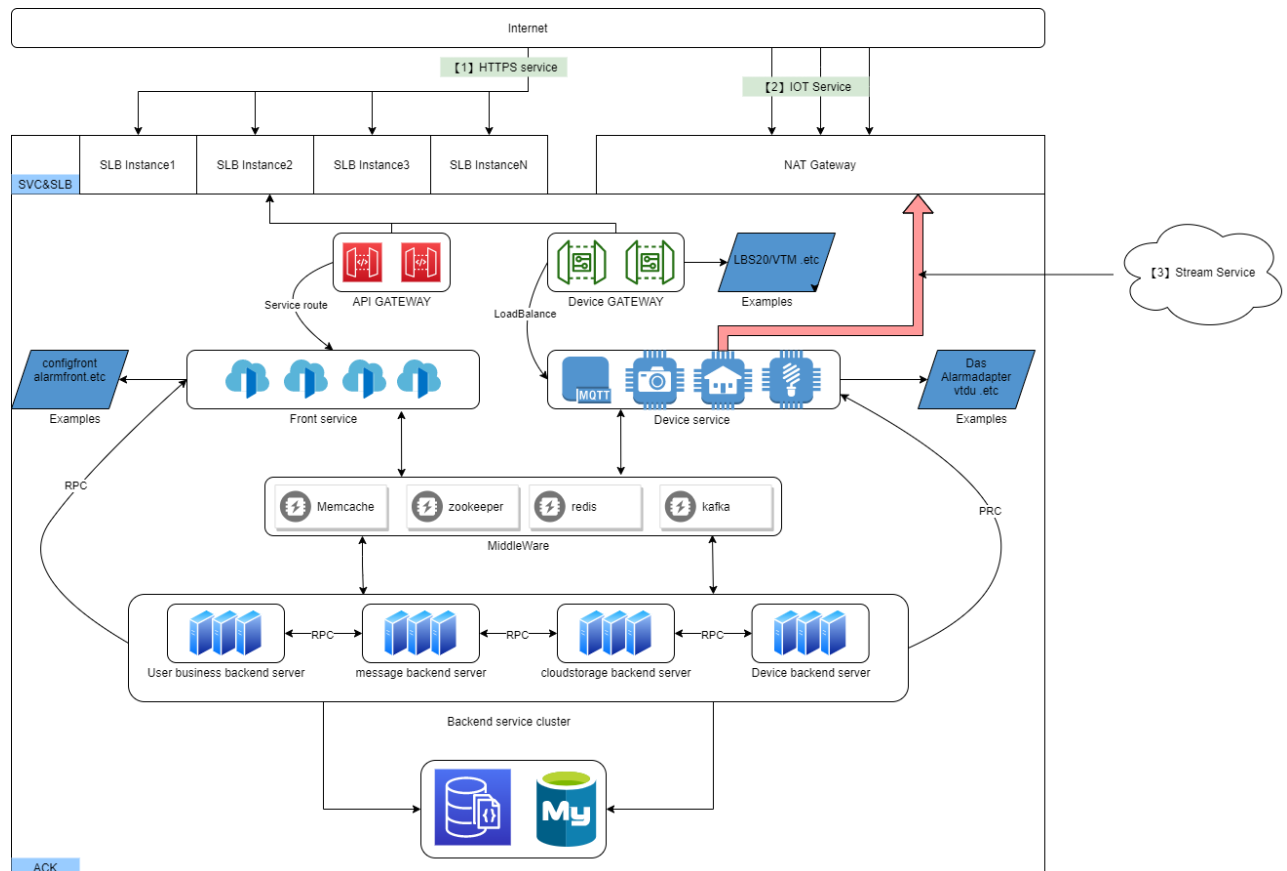 Internet
【1】HTTPS service
【2】IOT Service
SLB Instance1
SLB Instance2
SLB Instance3
SLB InstanceN
NAT Gateway
SVC&SLB
API GATEWAY
Device GATEWAY
LBS20/VTM .etc
Examples
【3】Stream Service
Service route
LoadBalance
configfront
alarmfront.etc
Examples
Front service
MQTT
Device service
Das
Alarmadapter
vtdu .etc
Examples
RPC
Memcache
zookeeper
redis
kafka
PRC
MiddleWare
RPC
RPC
RPC
User business backend server
message backend server
cloudstorage backend server
Device backend server
Backend service cluster
My
ACK